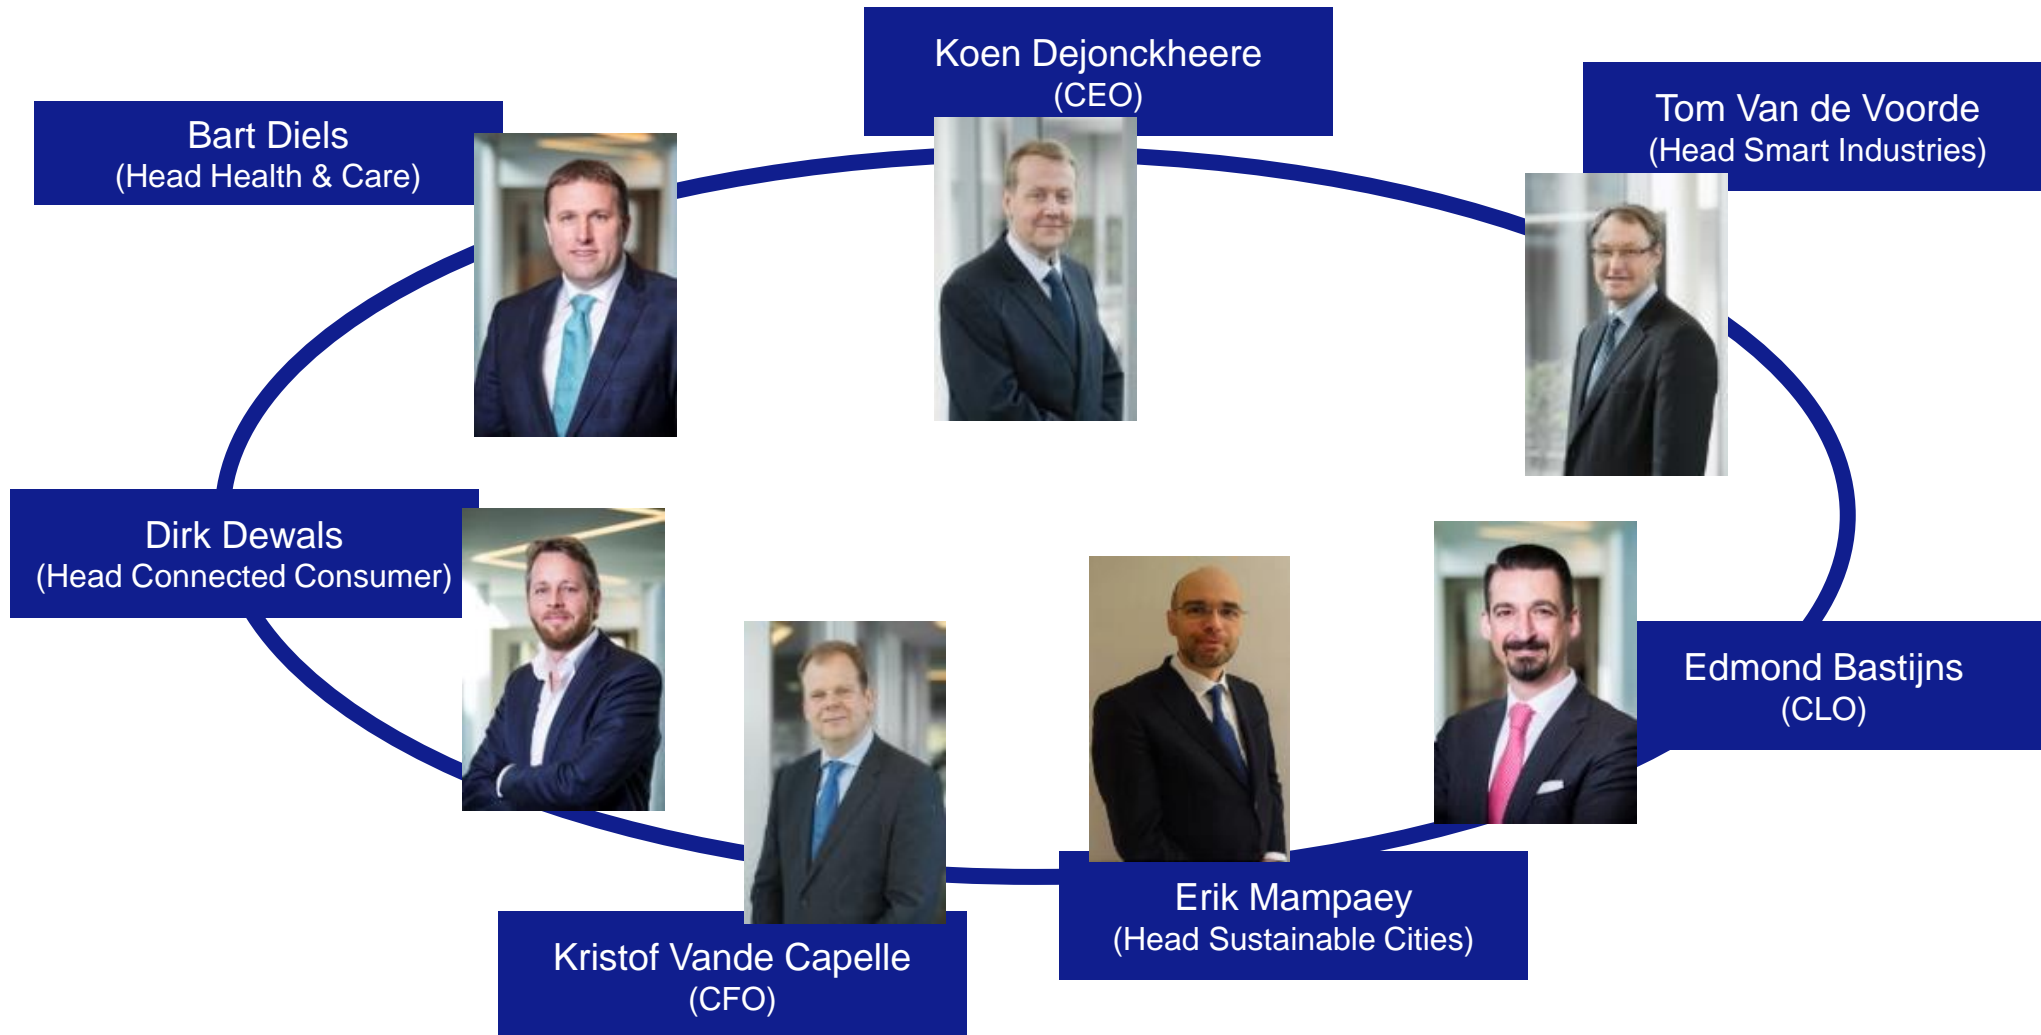 Koen Dejonckheere
(CEO)
Tom Van de Voorde
(Head Smart Industries)
Bart Diels
(Head Health & Care)
Dirk Dewals
(Head Connected Consumer)
Edmond Bastijns
(CLO)
Erik Mampaey
(Head Sustainable Cities)
Kristof Vande Capelle
(CFO)